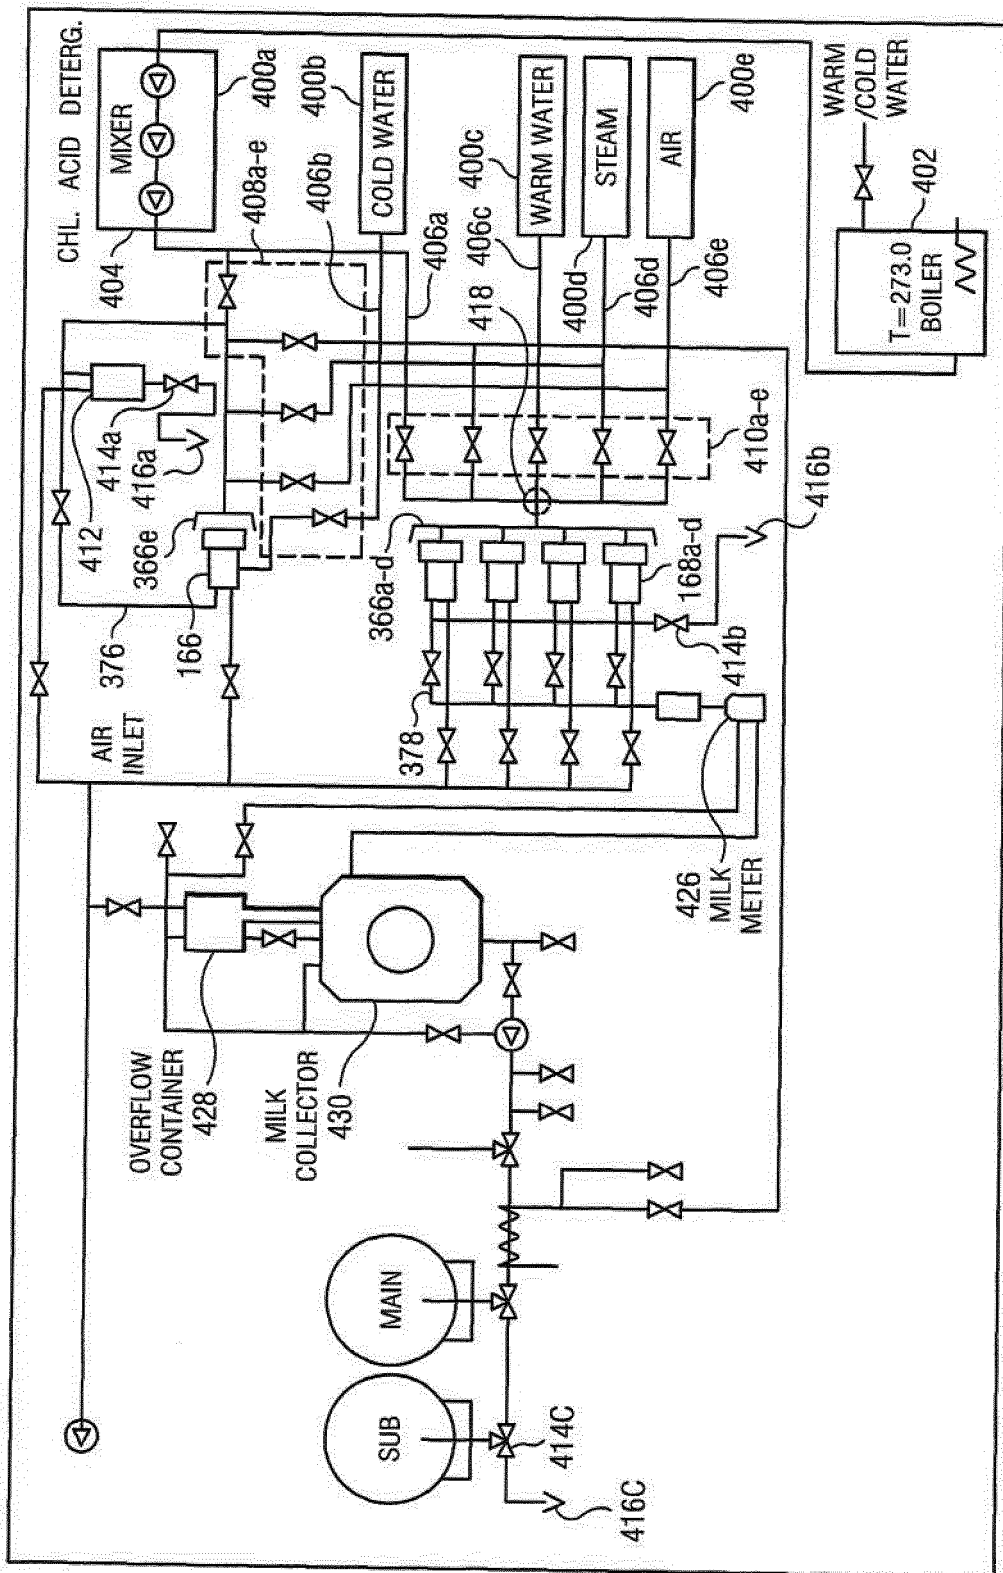 CHL. ACID DETERG.
MIXER
404
400a
408a-e
400b
COLD WATER
406b
406a
WARM WATER
400c
406c
STEAM
400d
406d
AIR
400e
406e
418
WARM
/COLD
WATER
402
T=273.0
BOILER
412
414a
416a
366e
376
166
410a-e
416b
366a-d
168a-d
414b
378
AIR
INLET
426
MILK
METER
OVERFLOW
CONTAINER
428
MILK
COLLECTOR
430
MAIN
SUB
414C
416C